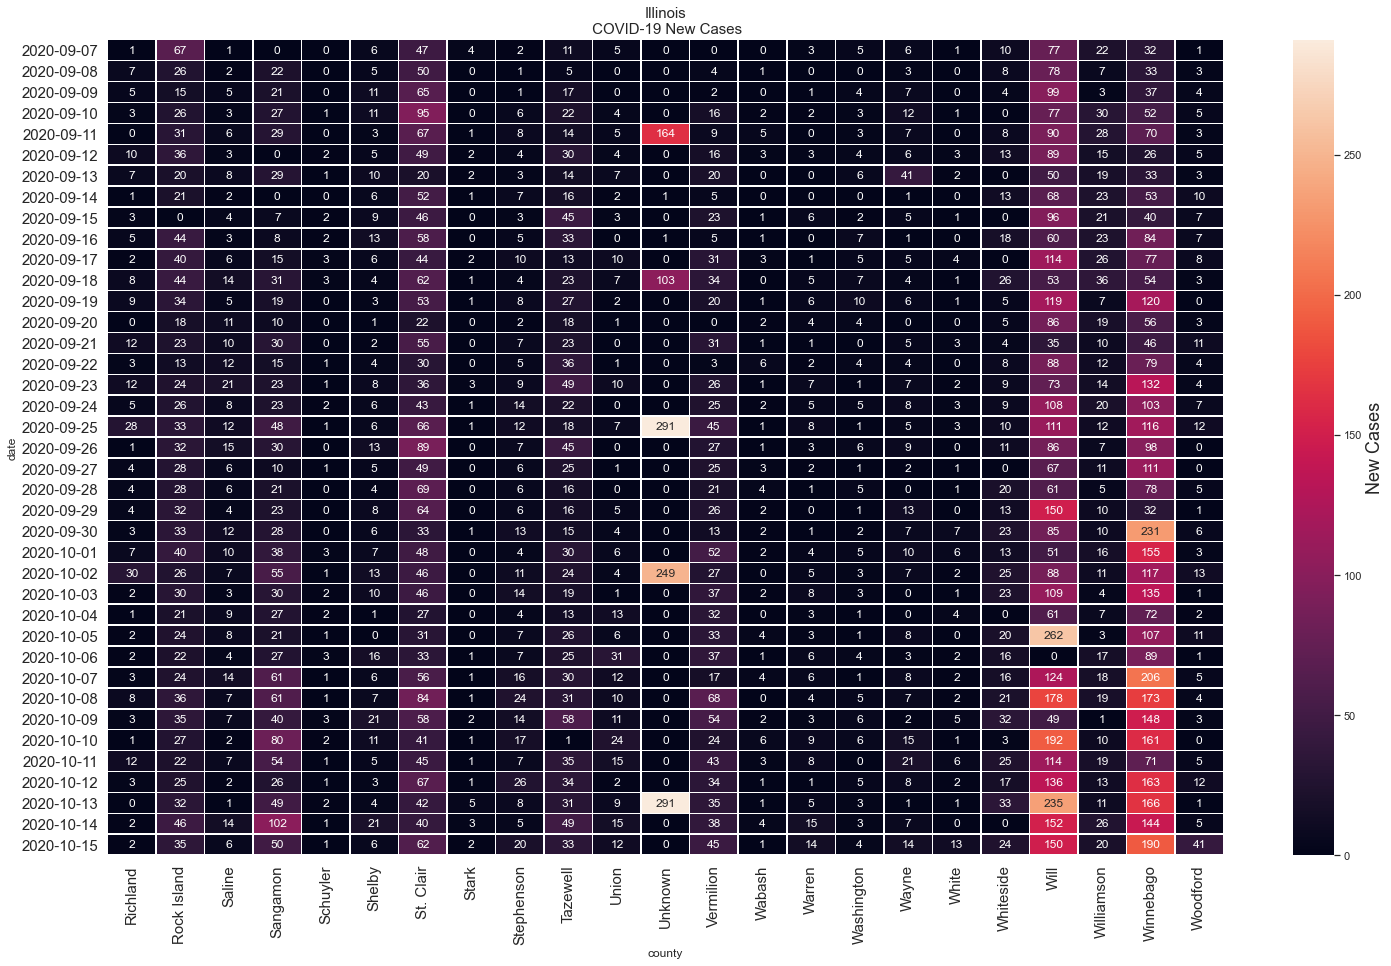 Illinois
COVID-19 New Cases
2020-09-07 1 67 1 0 0 6 47 4 2 11 5 0 0 0 3 5 6 1 10 77 22 32 1
2020-09-08 7 26 2 22 0 5 50 0 1 5 0 0 4 1 0 0 3 0 8 78 7 33 3
2020-09-09 5 15 5 21 0 11 65 0 1 17 0 0 2 0 1 4 7 0 4 99 3 37 4
2020-09-10 3 26 3 27 1 11 95 0 6 22 4 0 16 2 2 3 12 1 0 77 30 52 5
2020-09-11 0 31 6 29 0 3 67 1 8 14 5 164 9 5 0 3 7 0 8 90 28 70 3
2020-09-12 10 36 3 0 2 5 49 2 4 30 4 0 16 3 3 4 6 3 13 89 15 26 5
2020-09-13 7 20 8 29 1 10 20 2 3 14 7 0 20 0 0 6 41 2 0 50 19 33 3
2020-09-14 1 21 2 0 0 6 52 1 7 16 2 1 5 0 0 0 1 0 13 68 23 53 10
2020-09-15 3 0 4 7 2 9 46 0 3 45 3 0 23 1 6 2 5 1 0 96 21 40 7
2020-09-16 5 44 3 8 2 13 58 0 5 33 0 1 5 1 0 7 1 0 18 60 23 84 7
2020-09-17 2 40 6 15 3 6 44 2 10 13 10 0 31 3 1 5 5 4 0 114 26 77 8
2020-09-18 8 44 14 31 3 4 62 1 4 23 7 103 34 0 5 7 4 1 26 53 36 54 3
2020-09-19 9 34 5 19 0 3 53 1 8 27 2 0 20 1 6 10 6 1 5 119 7 120 0
2020-09-20 0 18 11 10 0 1 22 0 2 18 1 0 0 2 4 4 0 0 5 86 19 56 3
2020-09-21 12 23 10 30 0 2 55 0 7 23 0 0 31 1 1 0 5 3 4 35 10 46 11
2020-09-22 3 13 12 15 1 4 30 0 5 36 1 0 3 6 2 4 4 0 8 88 12 79 4
2020-09-23 12 24 21 23 1 8 36 3 9 49 10 0 26 1 7 1 7 2 9 73 14 132 4
2020-09-24 5 26 8 23 2 6 43 1 14 22 0 0 25 2 5 5 8 3 9 108 20 103 7
2020-09-25 28 33 12 48 1 6 66 1 12 18 7 291 45 1 8 1 5 3 10 111 12 116 12
2020-09-26 1 32 15 30 0 13 89 0 7 45 0 0 27 1 3 6 9 0 11 86 7 98 0
2020-09-27 4 28 6 10 1 5 49 0 6 25 1 0 25 3 2 1 2 1 0 67 11 111 0
2020-09-28 4 28 6 21 0 4 69 0 6 16 0 0 21 4 1 5 0 1 20 61 5 78 5
2020-09-29 4 32 4 23 0 8 64 0 6 16 5 0 26 2 0 1 13 0 13 150 10 32 1
2020-09-30 3 33 12 28 0 6 33 1 13 15 4 0 13 2 1 2 7 7 23 85 10 231 6
2020-10-01 7 40 10 38 3 7 48 0 4 30 6 0 52 2 4 5 10 6 13 51 16 155 3
2020-10-02 30 26 7 55 1 13 46 0 11 24 4 249 27 0 5 3 7 2 25 88 11 117 13
2020-10-03 2 30 3 30 2 10 46 0 14 19 1 0 37 2 8 3 0 1 23 109 4 135 1
2020-10-04 1 21 9 27 2 1 27 0 4 13 13 0 32 0 3 1 0 4 0 61 7 72 2
2020-10-05 2 24 8 21 1 0 31 0 7 26 6 0 33 4 3 1 8 0 20 262 3 107 11
2020-10-06 2 22 4 27 3 16 33 1 7 25 31 0 37 1 6 4 3 2 16 0 17 89 1
2020-10-07 3 24 14 61 1 6 56 1 16 30 12 0 17 4 6 1 8 2 16 124 18 206 5
2020-10-08 8 36 7 61 1 7 84 1 24 31 10 0 68 0 4 5 7 2 21 178 19 173 4
2020-10-09 3 35 7 40 3 21 58 2 14 58 11 0 54 2 3 6 2 5 32 49 1 148 3
2020-10-10 1 27 2 80 2 11 41 1 17 1 24 0 24 6 9 6 15 1 3 192 10 161 0
2020-10-11 12 22 7 54 1 5 45 1 7 35 15 0 43 3 8 0 21 6 25 114 19 71 5
2020-10-12 3 25 2 26 1 3 67 1 26 34 2 0 34 1 1 5 8 2 17 136 13 163 12
2020-10-13 0 32 1 49 2 4 42 5 8 31 9 291 35 1 5 3 1 1 33 235 11 166 1
2020-10-14 2 46 14 102 1 21 40 3 5 49 15 0 38 4 15 3 7 0 0 152 26 144 5
2020-10-15 2 35 6 50 1 6 62 2 20 33 12 0 45 1 14 4 14 13 24 150 20 190 41
date
Richland Rock Island Saline Sangamon Schuyler Shelby St. Clair Stark Stephenson Tazewell Union Unknown Vermilion Wabash Warren Washington Wayne White Whiteside Will Williamson Winnebago Woodford
county
250
200
150
100
50
0
New Cases